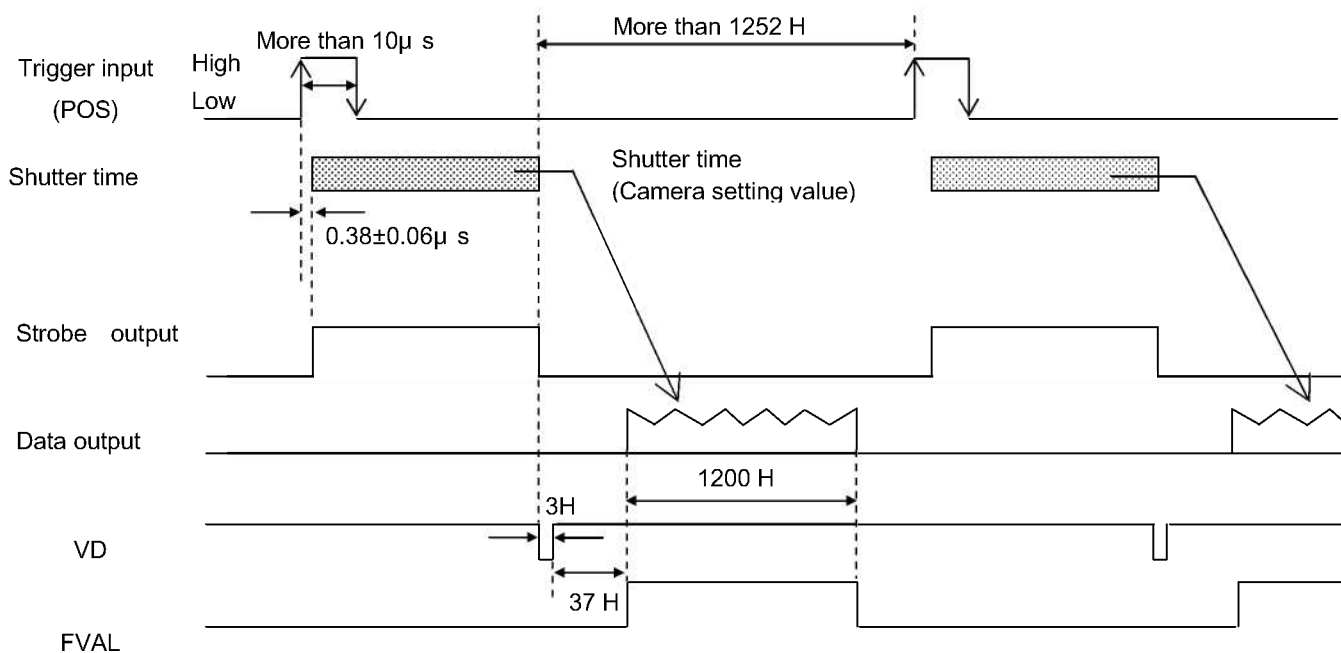 More than 1252 H
More than 10μ s
Trigger input
(POS)
High
Low
Shutter time
Shutter time
(Camera setting value)
0.38±0.06μ s
Strobe output
Data output
1200 H
3H
VD
37 H
FVAL